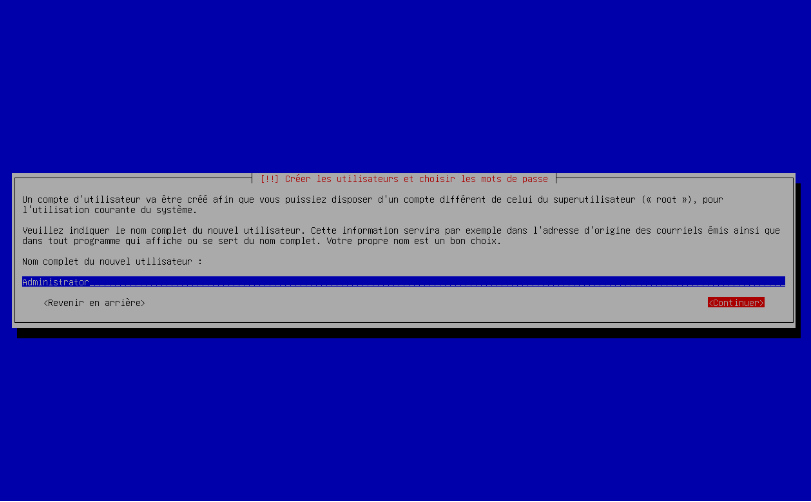 [!!] Créer les utilisateurs et choisir les mots de passe
Un compte d'utilisateur va être créé afin que vous puissiez disposer d'un compte différent de celui du superutilisateur (« root »), pour
l'utilisation courante du système.
Veuillez indiquer le nom complet du nouvel utilisateur. Cette information servira par exemple dans l'adresse d'origine des courriels émis ainsi que
dans tout programme qui affiche ou se sert du nom complet. Votre propre nom est un bon choix.
Nom complet du nouvel utilisateur :
Administrator
<Revenir en arrière> <Continuer>